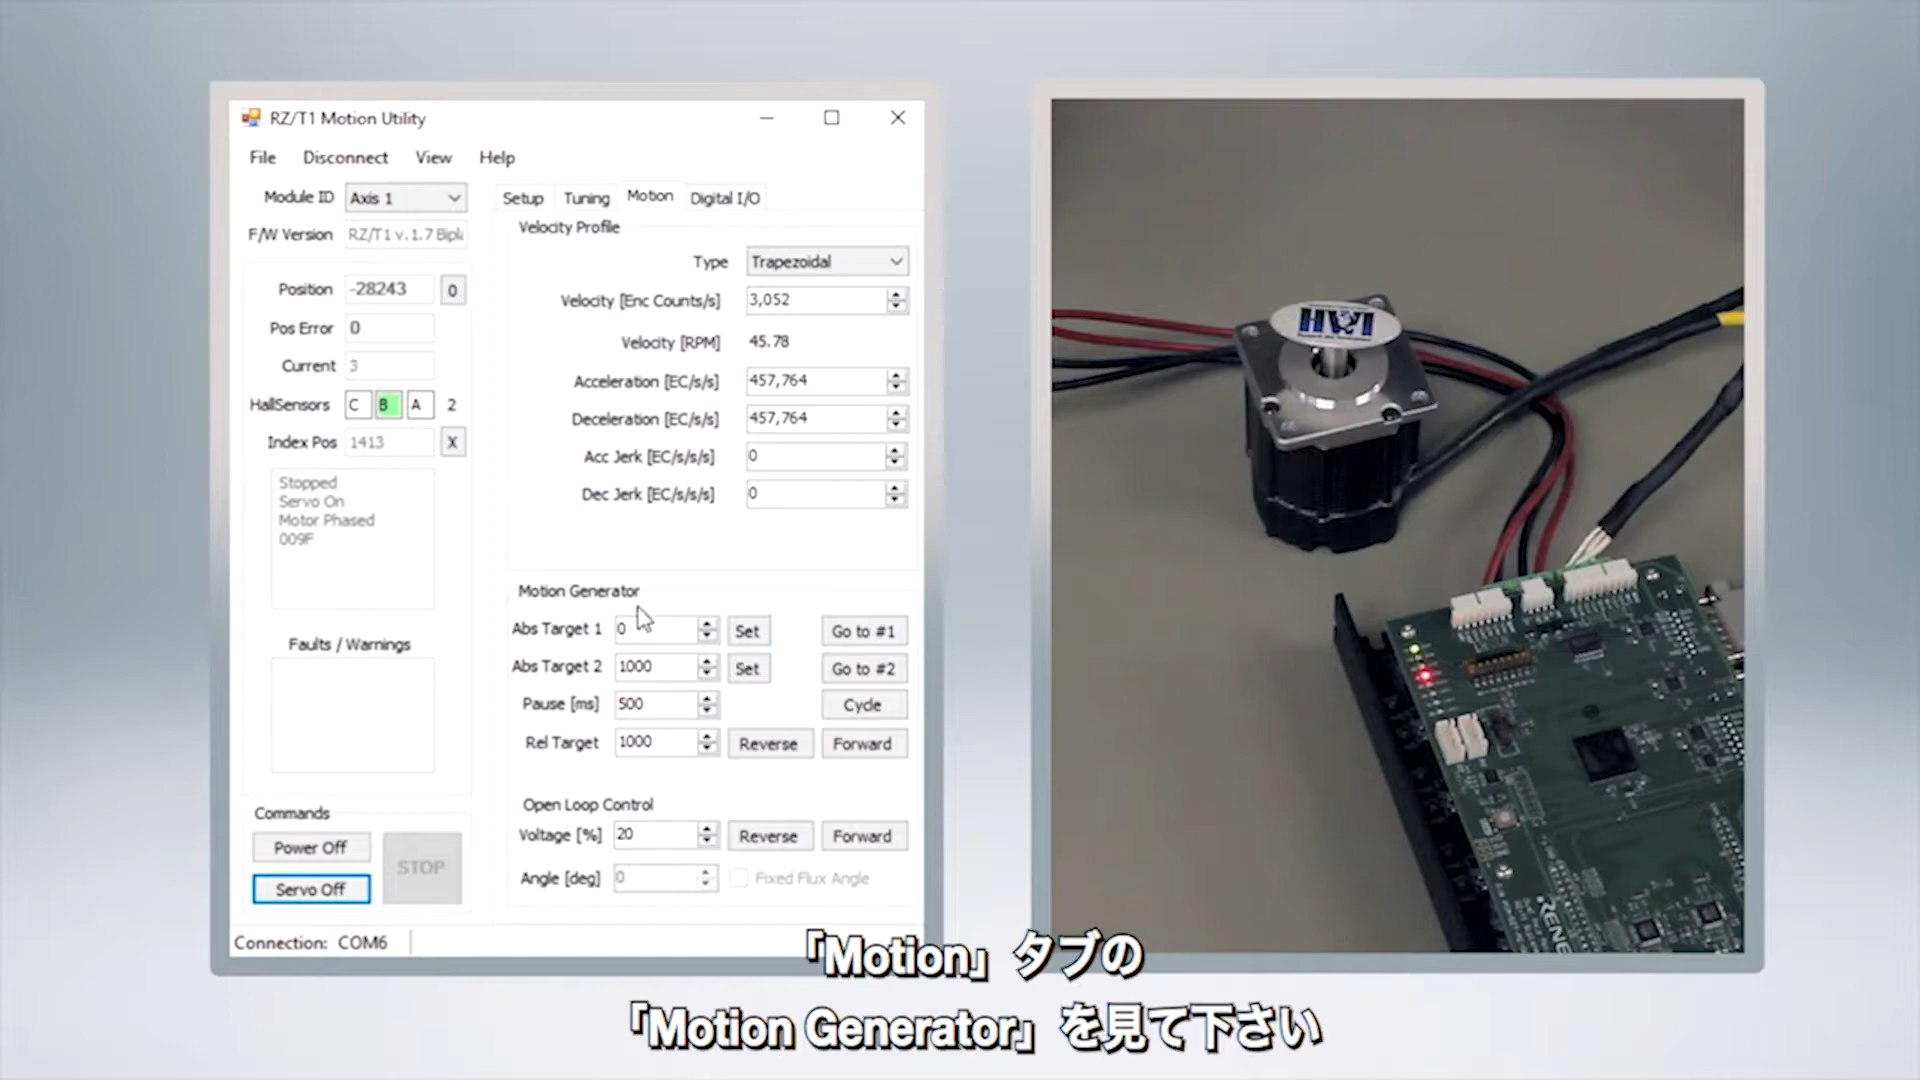 RZ/T1 Motion Utility
File Disconnect View Help
Module ID Axis 1
F/W Version RZ/T1 v.1.7 Bipl
Position -28243 0
Pos Error 0
Current 3
HallSensors C B A 2
Index Pos 1413 X
Stopped
Servo On
Motor Phased
009F
Faults / Warnings
Commands
Power Off
STOP
Servo Off
Connection: COM6
Setup Tuning Motion Digital I/O
Velocity Profile
Type Trapezoidal
Velocity [Enc Counts/s] 3,052
Velocity [RPM] 45.78
Acceleration [EC/s/s] 457,764
Deceleration [EC/s/s] 457,764
Acc Jerk [EC/s/s/s] 0
Dec Jerk [EC/s/s/s] 0
Motion Generator
Abs Target 1 0 Set Go to #1
Abs Target 2 1000 Set Go to #2
Pause [ms] 500 Cycle
Rel Target 1000 Reverse Forward
Open Loop Control
Voltage [%] 20 Reverse Forward
Angle [deg] 0 Fixed Flux Angle
HWI
RENE
「Motion」タブの
「Motion Generator」を見て下さい